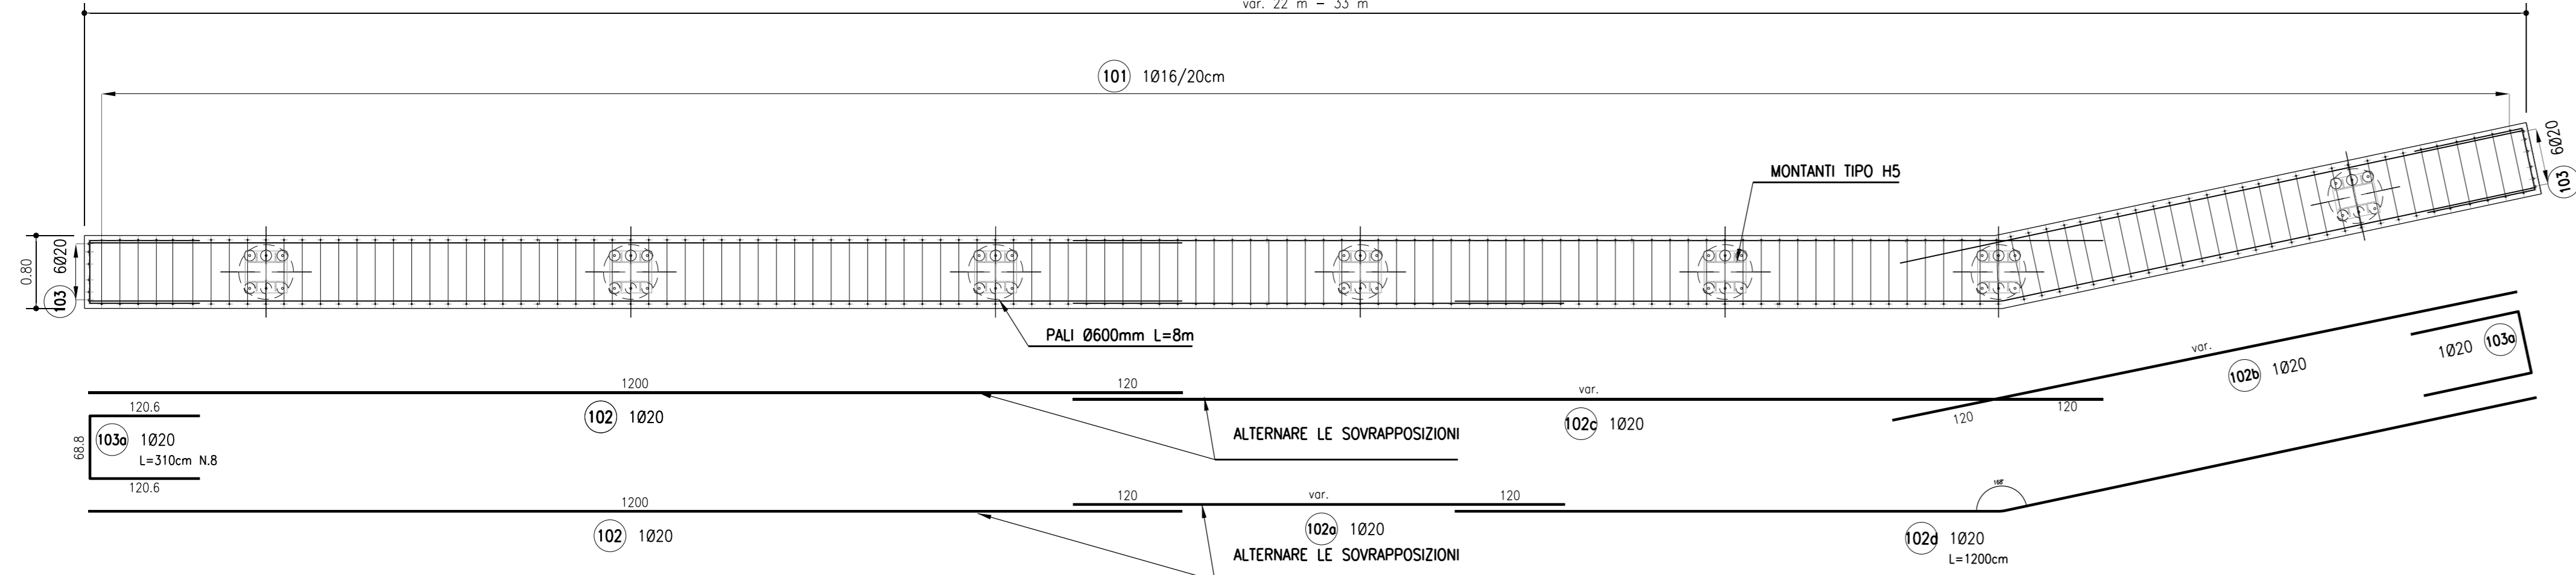 var. 22 m – 33 m
101 1Ø16/20cm
MONTANTI TIPO H5
6Ø20
103
0.80
6Ø20
103
PALI Ø600mm L=8m
1200
120
var.
var.
102 1Ø20
102c 1Ø20
120
120
102b 1Ø20
1Ø20 103a
120.6
68.8
103a 1Ø20
L=310cm N.8
120.6
ALTERNARE LE SOVRAPPOSIZIONI
1200
120
var.
120
168°
102 1Ø20
102a 1Ø20
102d 1Ø20
L=1200cm
ALTERNARE LE SOVRAPPOSIZIONI